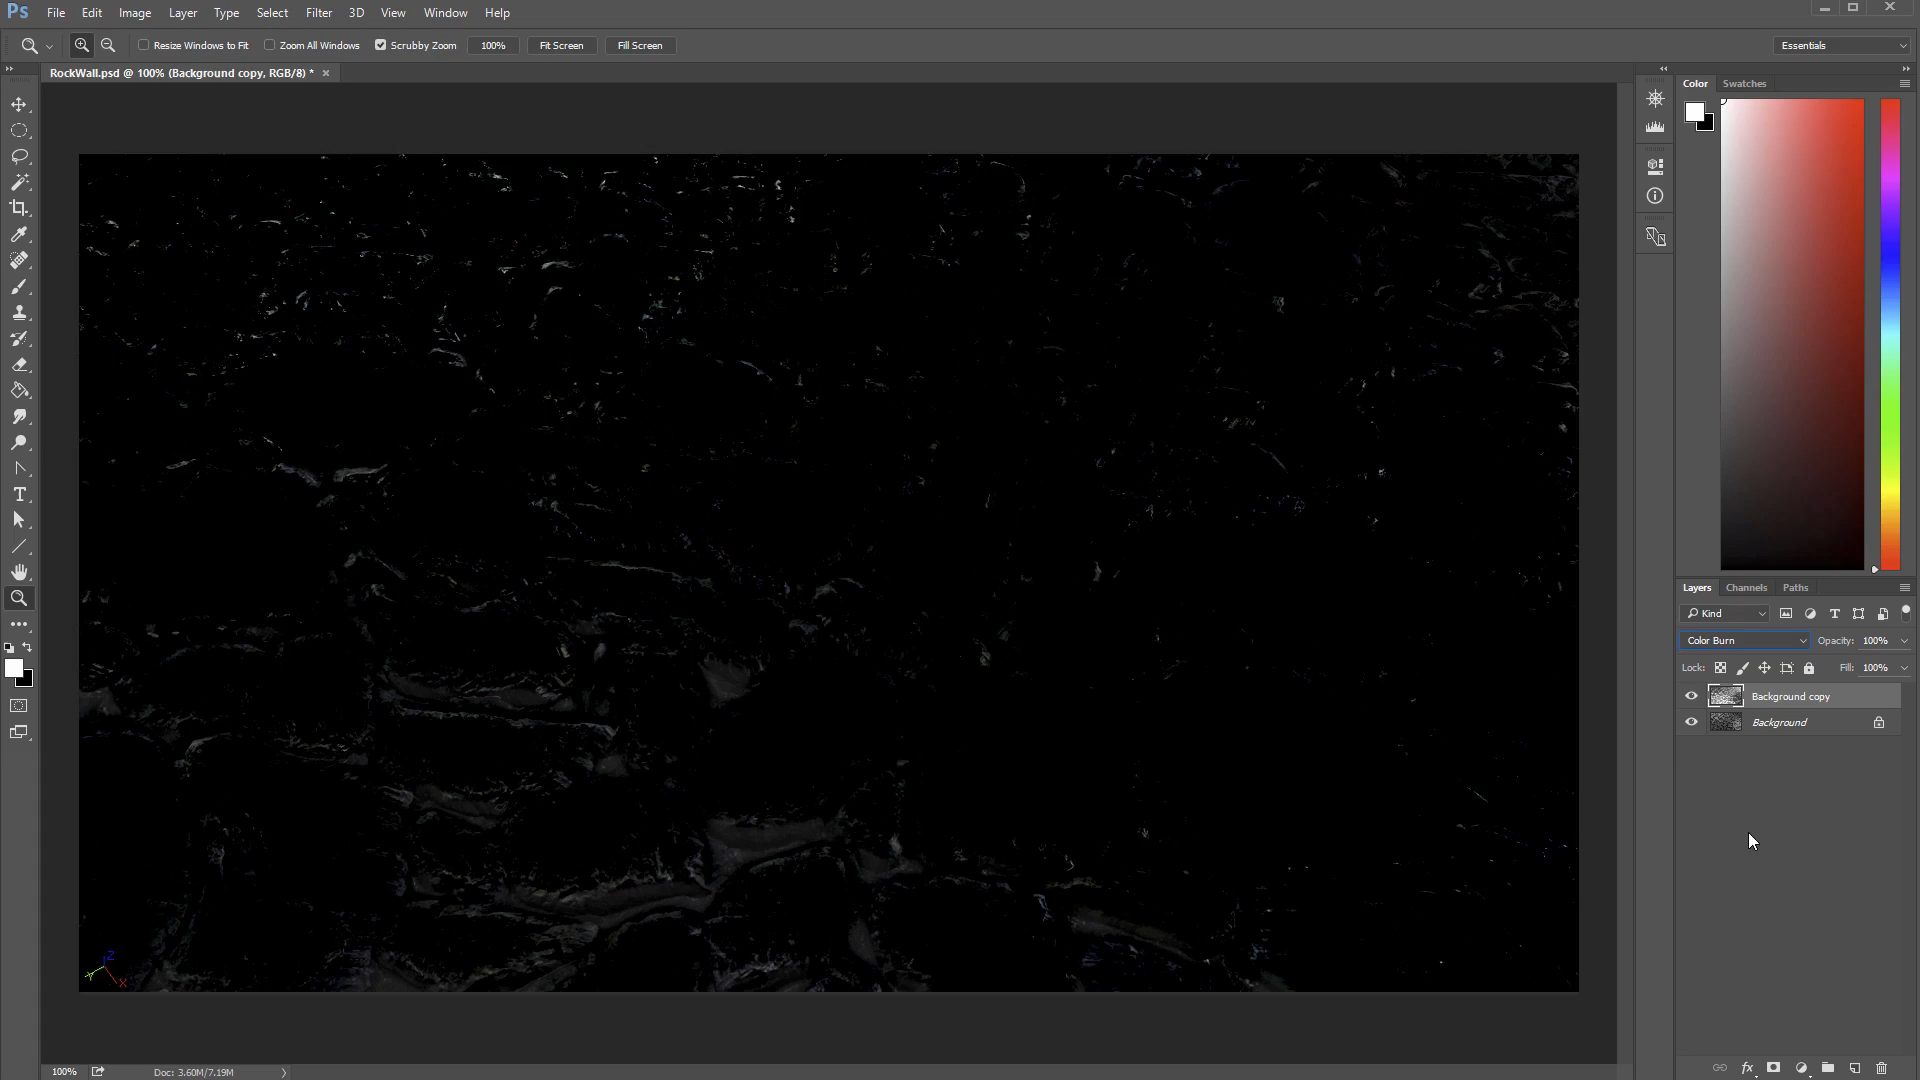 Ps File Edit Image Layer Type Select Filter 3D View Window Help
Resize Windows to Fit Zoom All Windows Scrubby Zoom 100% Fit Screen Fill Screen Essentials
RockWall.psd @ 100% (Background copy, RGB/8) * ×
Color Swatches
Layers Channels Paths
Kind
Color Burn Opacity: 100%
Lock: Fill: 100%
Background copy
Background
Z
Y
X
100% Doc: 3.60M/7.19M
fx